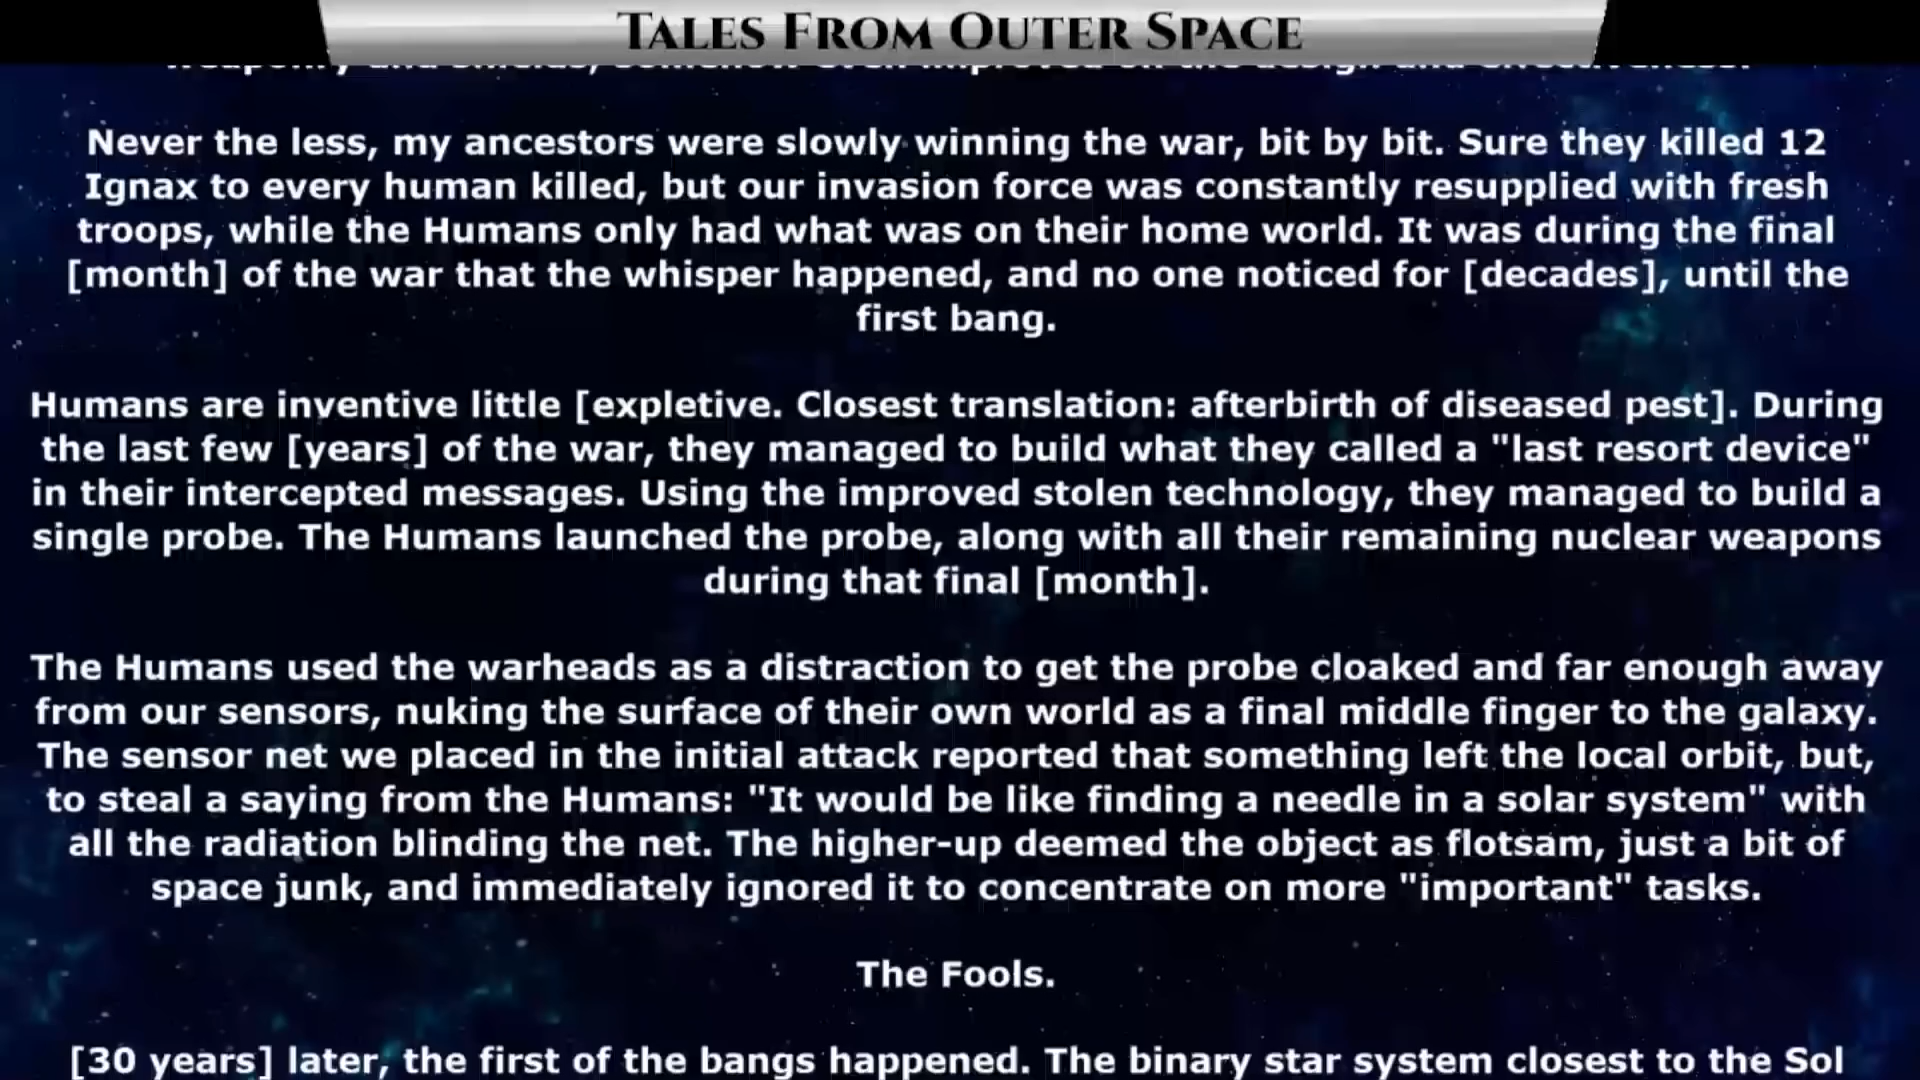 Tales From Outer Space
Never the less, my ancestors were slowly winning the war, bit by bit. Sure they killed 12
Ignax to every human killed, but our invasion force was constantly resupplied with fresh
troops, while the Humans only had what was on their home world. It was during the final
[month] of the war that the whisper happened, and no one noticed for [decades], until the
first bang.
Humans are inventive little [expletive. Closest translation: afterbirth of diseased pest]. During
the last few [years] of the war, they managed to build what they called a "last resort device"
in their intercepted messages. Using the improved stolen technology, they managed to build a
single probe. The Humans launched the probe, along with all their remaining nuclear weapons
during that final [month].
The Humans used the warheads as a distraction to get the probe cloaked and far enough away
from our sensors, nuking the surface of their own world as a final middle finger to the galaxy.
The sensor net we placed in the initial attack reported that something left the local orbit, but,
to steal a saying from the Humans: "It would be like finding a needle in a solar system" with
all the radiation blinding the net. The higher-up deemed the object as flotsam, just a bit of
space junk, and immediately ignored it to concentrate on more "important" tasks.
The Fools.
[30 years] later, the first of the bangs happened. The binary star system closest to the Sol